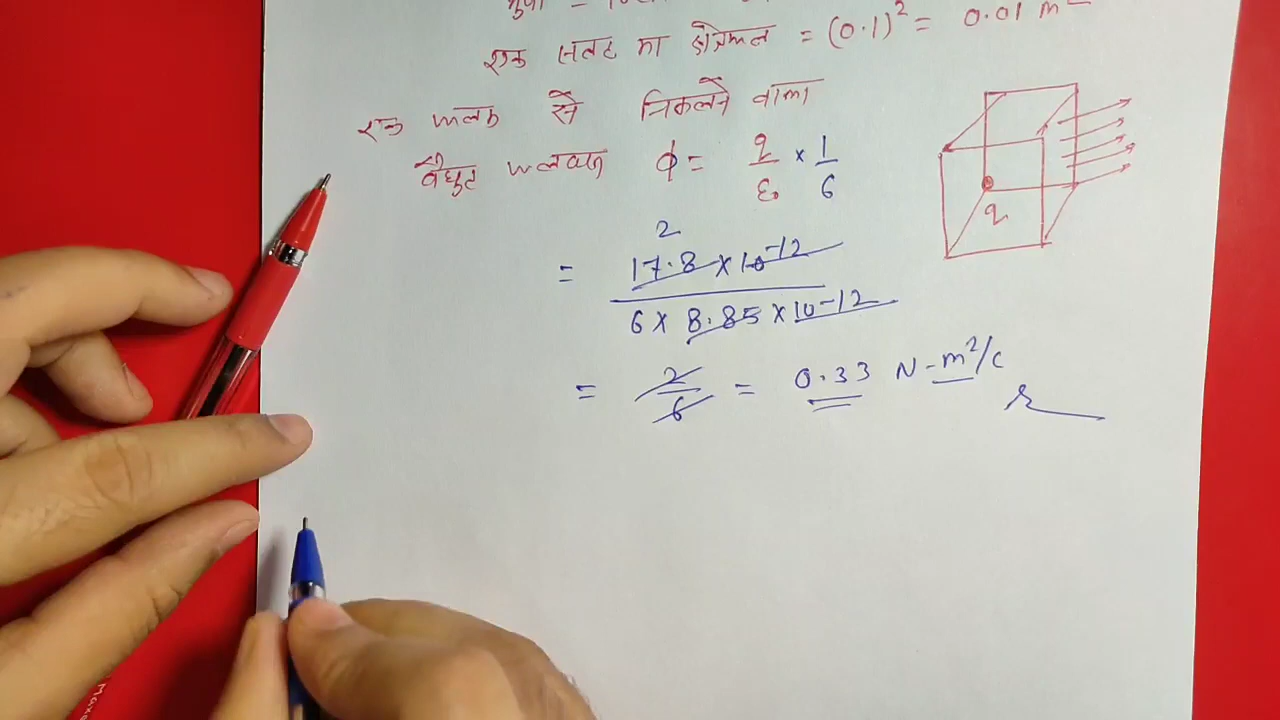 भुजा =
एक सतह का क्षेत्रफल = (0.1)² = 0.01 m²
एक फलक से निकलने वाला
वैद्युत फ्लक्स ϕ = q/ε₀ × 1/6
q
2
= 17.8 × 10⁻¹² / 6 × 8.85 × 10⁻¹²
= 2/6 = 0.33 N-m²/C